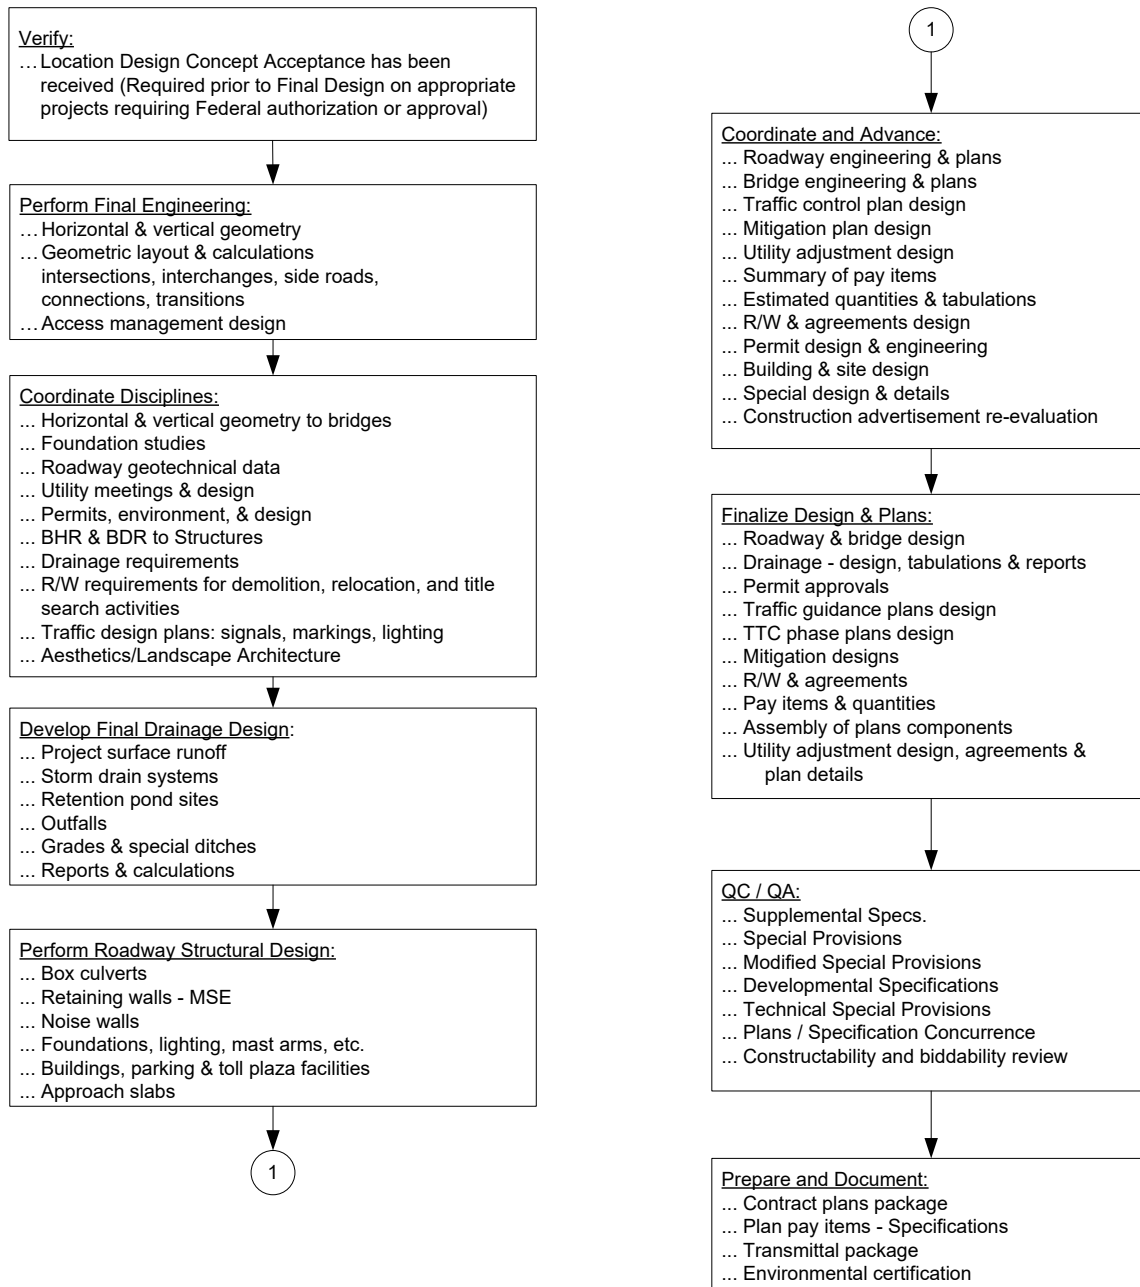 Verify:
…Location Design Concept Acceptance has been
received (Required prior to Final Design on appropriate
projects requiring Federal authorization or approval)
Perform Final Engineering:
…Horizontal & vertical geometry
…Geometric layout & calculations
intersections, interchanges, side roads,
connections, transitions
…Access management design
Coordinate Disciplines:
... Horizontal & vertical geometry to bridges
... Foundation studies
... Roadway geotechnical data
... Utility meetings & design
... Permits, environment, & design
... BHR & BDR to Structures
... Drainage requirements
... R/W requirements for demolition, relocation, and title
search activities
... Traffic design plans: signals, markings, lighting
... Aesthetics/Landscape Architecture
Develop Final Drainage Design:
... Project surface runoff
... Storm drain systems
... Retention pond sites
... Outfalls
... Grades & special ditches
... Reports & calculations
Perform Roadway Structural Design:
... Box culverts
... Retaining walls - MSE
... Noise walls
... Foundations, lighting, mast arms, etc.
... Buildings, parking & toll plaza facilities
... Approach slabs
1
1
Coordinate and Advance:
... Roadway engineering & plans
... Bridge engineering & plans
... Traffic control plan design
... Mitigation plan design
... Utility adjustment design
... Summary of pay items
... Estimated quantities & tabulations
... R/W & agreements design
... Permit design & engineering
... Building & site design
... Special design & details
... Construction advertisement re-evaluation
Finalize Design & Plans:
... Roadway & bridge design
... Drainage - design, tabulations & reports
... Permit approvals
... Traffic guidance plans design
... TTC phase plans design
... Mitigation designs
... R/W & agreements
... Pay items & quantities
... Assembly of plans components
... Utility adjustment design, agreements &
plan details
QC / QA:
... Supplemental Specs.
... Special Provisions
... Modified Special Provisions
... Developmental Specifications
... Technical Special Provisions
... Plans / Specification Concurrence
... Constructability and biddability review
Prepare and Document:
... Contract plans package
... Plan pay items - Specifications
... Transmittal package
... Environmental certification